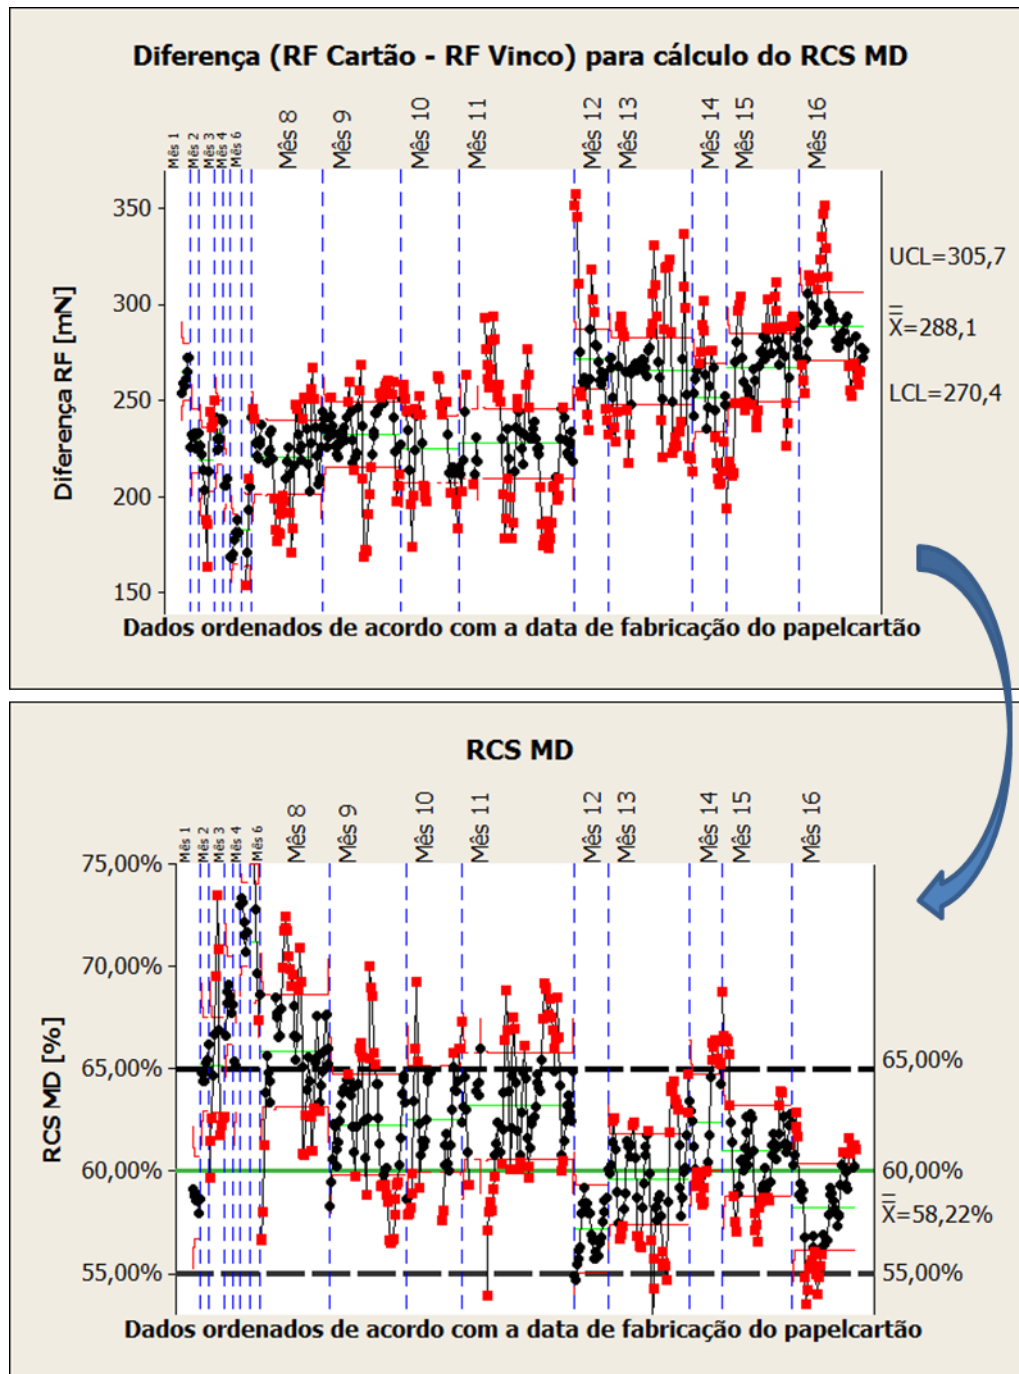 Diferença (RF Cartão - RF Vinco) para cálculo do RCS MD
Mês 1
Mês 2
Mês 3
Mês 4
Mês 6
Mês 8
Mês 9
Mês 10
Mês 11
Mês 12
Mês 13
Mês 14
Mês 15
Mês 16
Diferença RF [mN]
350
300
250
200
150
UCL=305,7
X=288,1
LCL=270,4
Dados ordenados de acordo com a data de fabricação do papelcartão
RCS MD
Mês 1
Mês 2
Mês 3
Mês 4
Mês 6
Mês 8
Mês 9
Mês 10
Mês 11
Mês 12
Mês 13
Mês 14
Mês 15
Mês 16
RCS MD [%]
75,00%
70,00%
65,00%
60,00%
55,00%
65,00%
60,00%
X=58,22%
55,00%
Dados ordenados de acordo com a data de fabricação do papelcartão